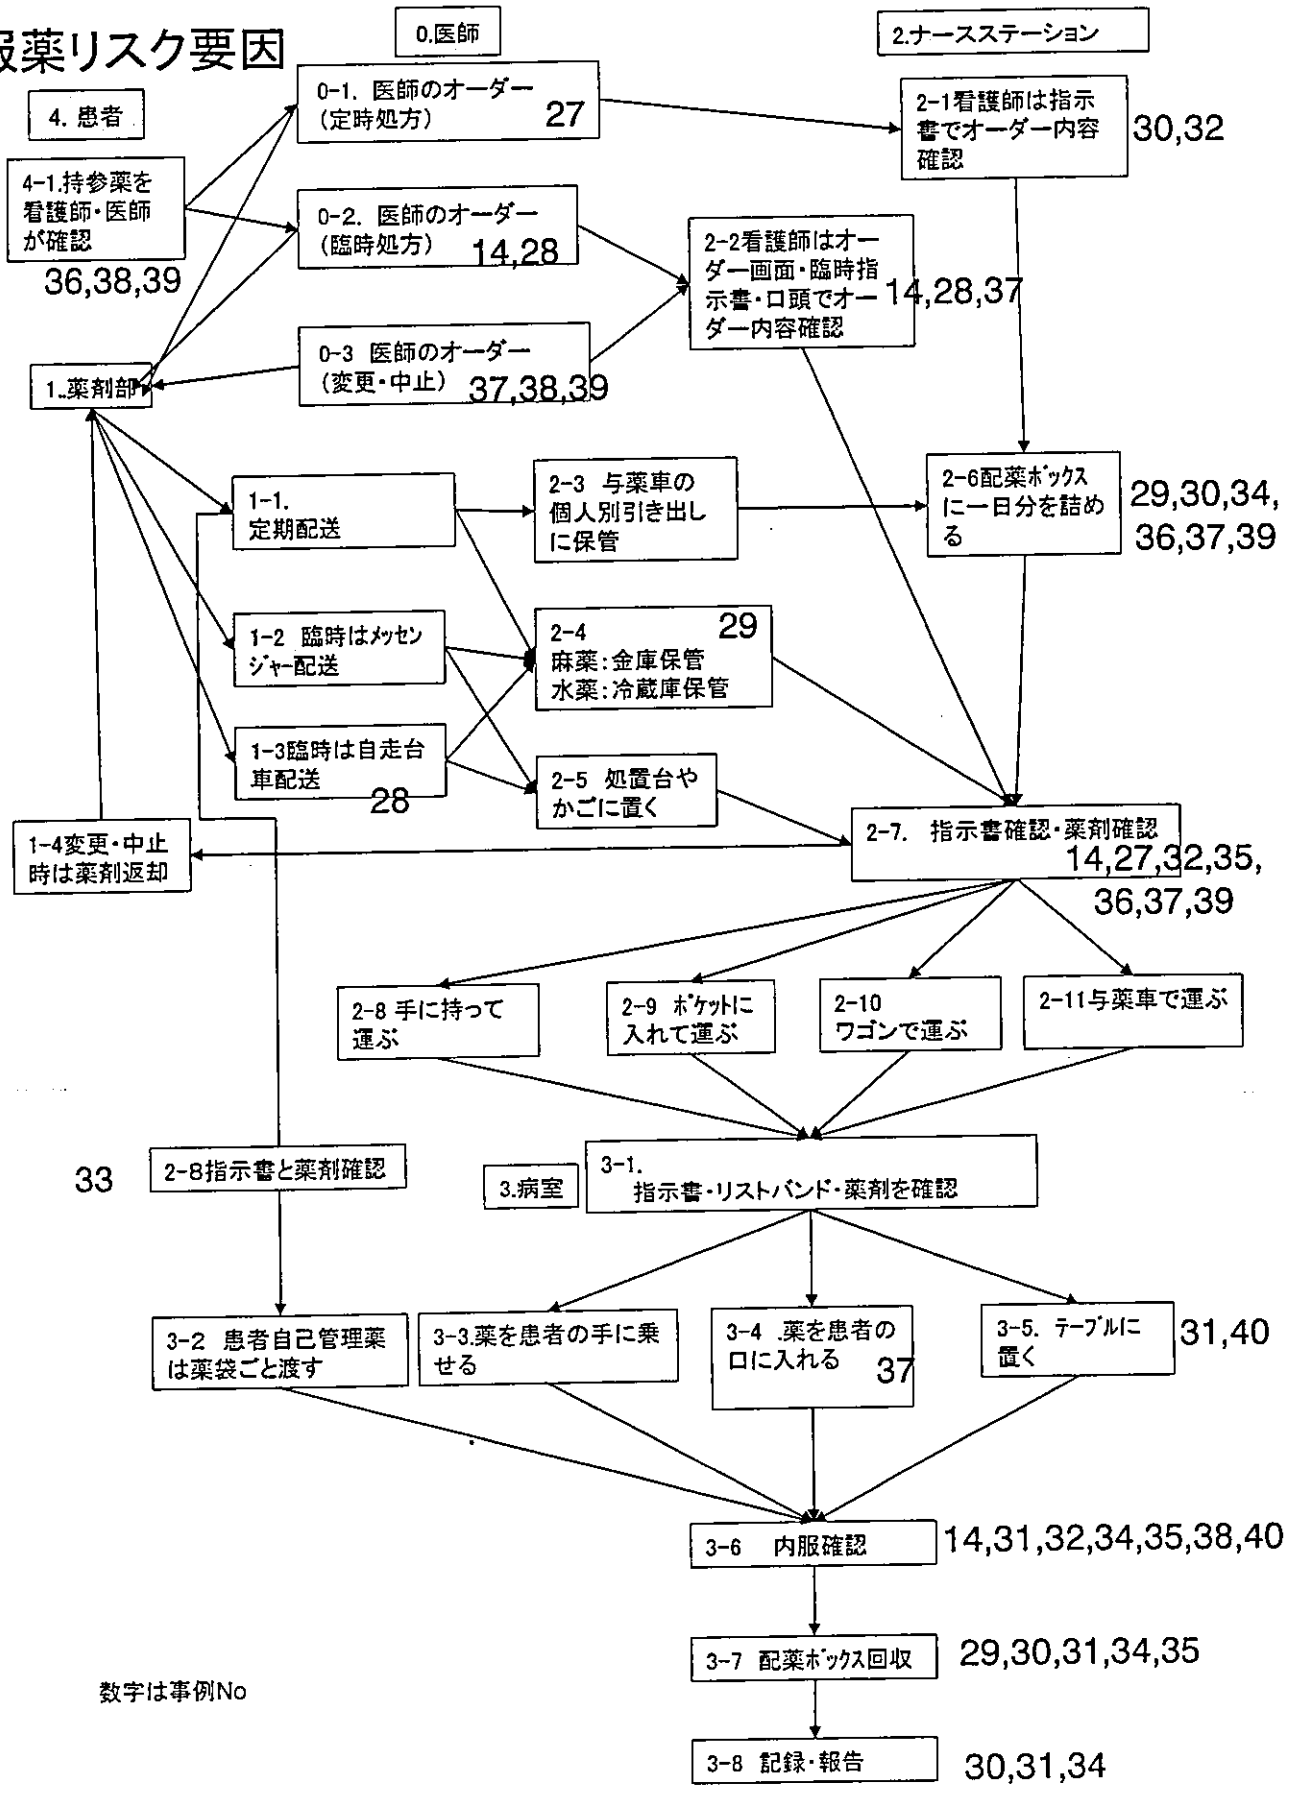 服薬リスク要因
0.医師
2.ナースステーション
4. 患者
0-1. 医師のオーダー
(定時処方)
27
2-1看護師は指示
書でオーダー内容
確認
30,32
4-1.持参薬を
看護師・医師
が確認
36,38,39
0-2. 医師のオーダー
(臨時処方)
14,28
2-2看護師はオー
ダー画面・臨時指
示書・口頭でオー
ダー内容確認
14,28,37
0-3 医師のオーダー
(変更・中止)
37,38,39
1..薬剤部
1-1.
定期配送
2-3 与薬車の
個人別引き出し
に保管
2-6配薬ボックス
に一日分を詰め
る
29,30,34,
36,37,39
1-2 臨時はメッセン
ジャー配送
2-4
29
麻薬:金庫保管
水薬:冷蔵庫保管
1-3臨時は自走台
車配送
28
2-5 処置台や
かごに置く
1-4変更・中止
時は薬剤返却
2-7. 指示書確認・薬剤確認
14,27,32,35,
36,37,39
2-8 手に持って
運ぶ
2-9 ポケットに
入れて運ぶ
2-10
ワゴンで運ぶ
2-11与薬車で運ぶ
33
2-8指示書と薬剤確認
3.病室
3-1.
指示書・リストバンド・薬剤を確認
3-2 患者自己管理薬
は薬袋ごと渡す
3-3.薬を患者の手に乗
せる
3-4 .薬を患者の
口に入れる
37
3-5. テーブルに
置く
31,40
3-6 内服確認
14,31,32,34,35,38,40
3-7 配薬ボックス回収
29,30,31,34,35
数字は事例No
3-8 記録・報告
30,31,34